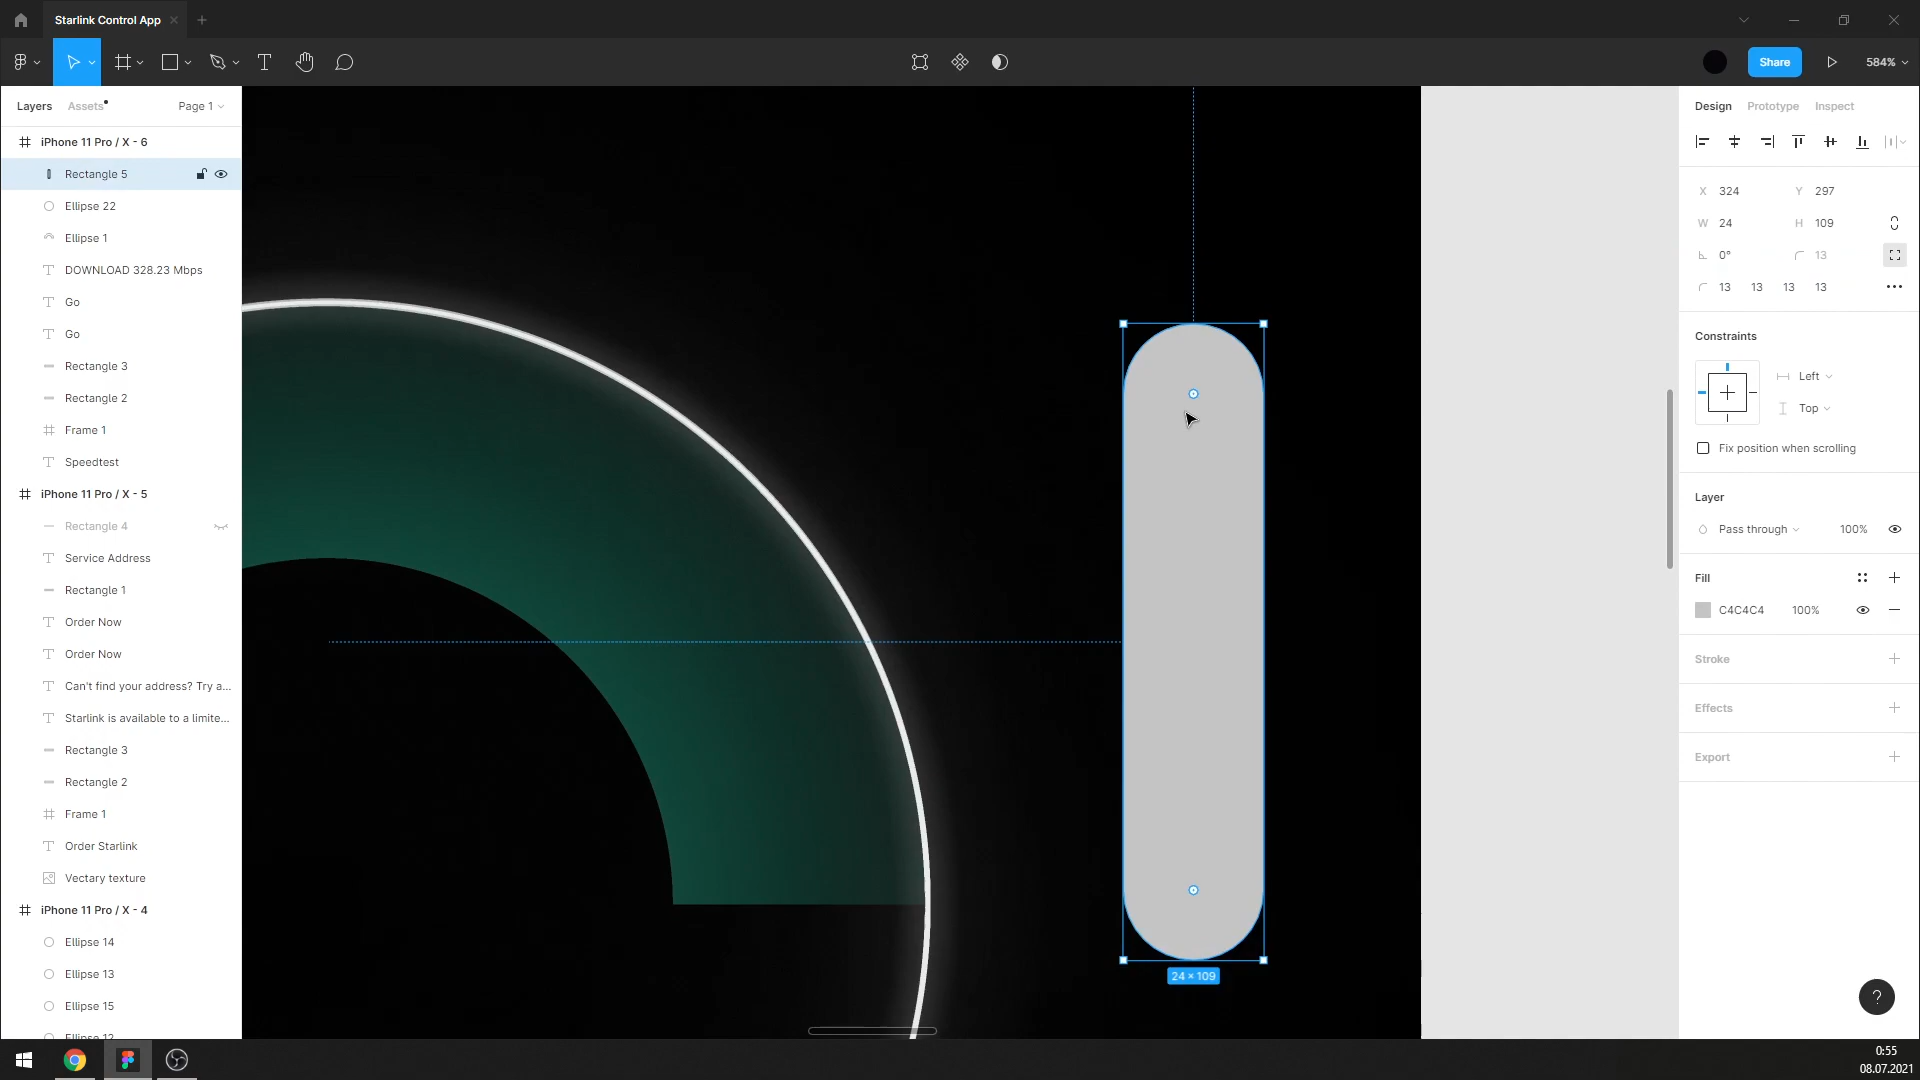 Starlink Control App
Share
584%
Layers
Assets
Page 1
iPhone 11 Pro / X - 6
Rectangle 5
Ellipse 22
Ellipse 1
DOWNLOAD 328.23 Mbps
Go
Go
Rectangle 3
Rectangle 2
Frame 1
Speedtest
iPhone 11 Pro / X - 5
Rectangle 4
Service Address
Rectangle 1
Order Now
Order Now
Can't find your address? Try a...
Starlink is available to a limite...
Rectangle 3
Rectangle 2
Frame 1
Order Starlink
Vectary texture
iPhone 11 Pro / X - 4
Ellipse 14
Ellipse 13
Ellipse 15
Ellipse 12
24 × 109
Design
Prototype
Inspect
X 324
Y 297
W 24
H 109
0°
13
13 13 13 13
Constraints
Left
Top
Fix position when scrolling
Layer
Pass through
100%
Fill
C4C4C4
100%
Stroke
Effects
Export
?
0:55
08.07.2021